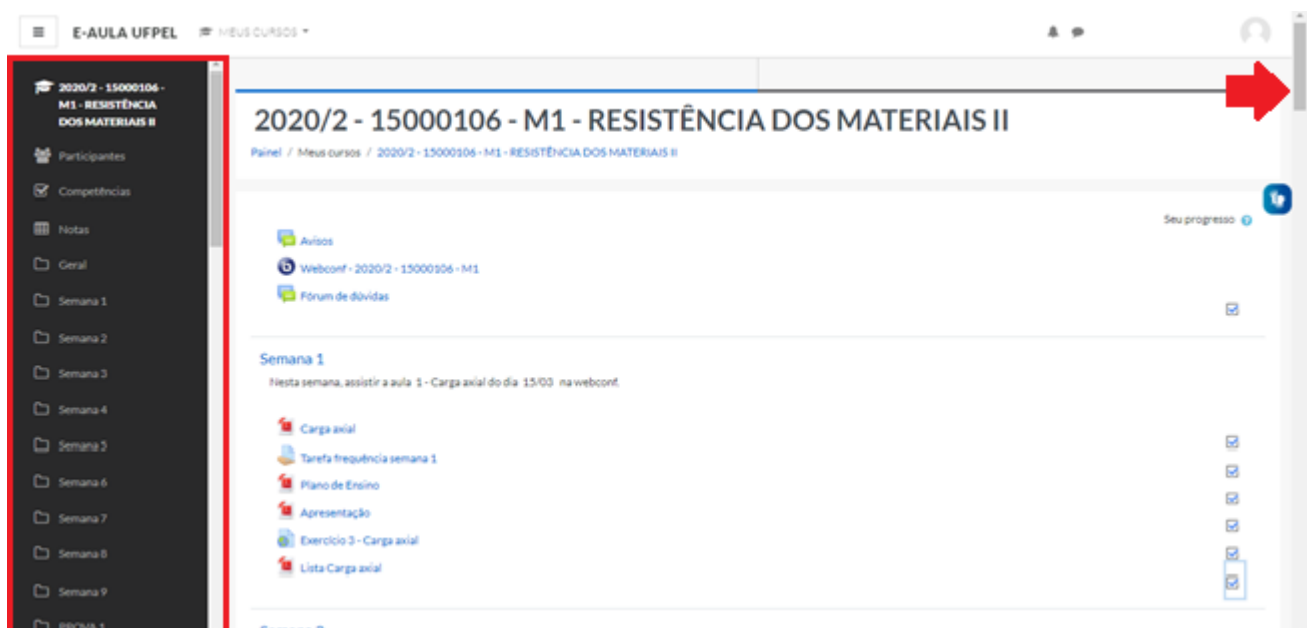 E-AULA UFPEL
MEUS CURSOS
2020/2 - 15000106 -
M1 - RESISTÊNCIA
DOS MATERIAIS II
Participantes
Competências
Notas
Geral
Semana 1
Semana 2
Semana 3
Semana 4
Semana 5
Semana 6
Semana 7
Semana 8
Semana 9
PROVA 1
2020/2 - 15000106 - M1 - RESISTÊNCIA DOS MATERIAIS II
Painel / Meus cursos / 2020/2 - 15000106 - M1 - RESISTÊNCIA DOS MATERIAIS II
Seu progresso
Avisos
Webconf - 2020/2 - 15000106 - M1
Fórum de dúvidas
Semana 1
Nesta semana, assistir a aula 1 - Carga axial do dia 15/03 na webconf.
Carga axial
Tarefa frequência semana 1
Plano de Ensino
Apresentação
Exercício 3 - Carga axial
Lista Carga axial